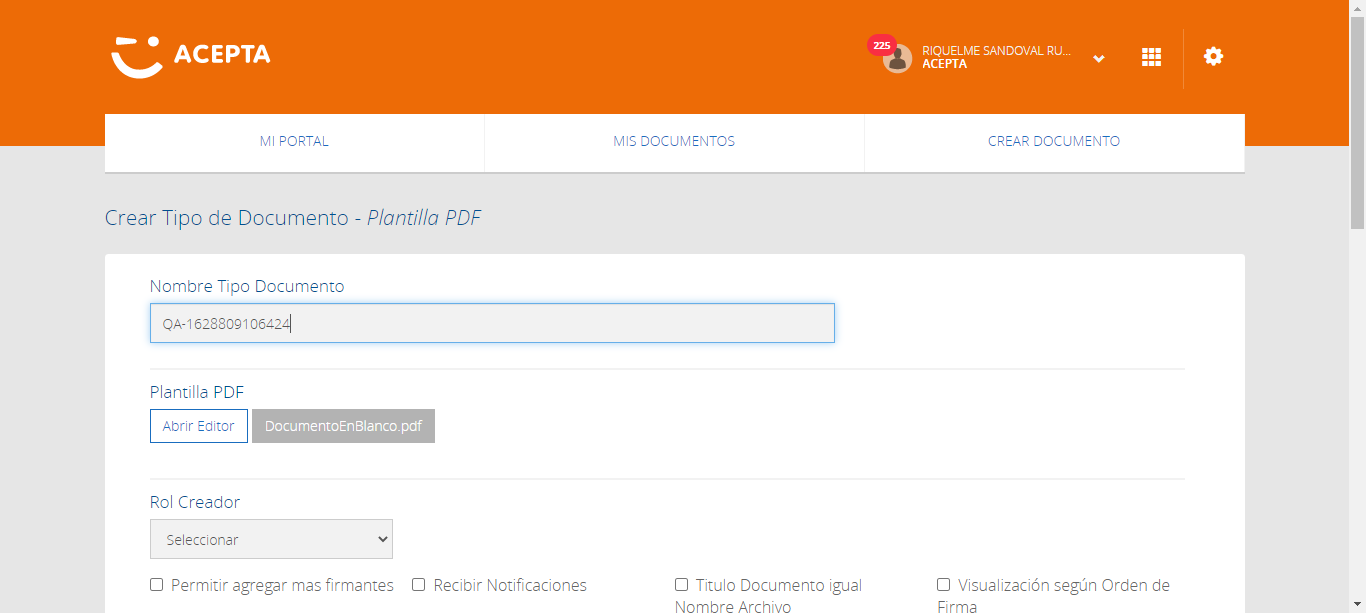 ACEPTA
225
RIQUELME SANDOVAL RU...
ACEPTA
MI PORTAL
MIS DOCUMENTOS
CREAR DOCUMENTO
Crear Tipo de Documento - Plantilla PDF
Nombre Tipo Documento
QA-1628809106424
Plantilla PDF
Abrir Editor
DocumentoEnBlanco.pdf
Rol Creador
Seleccionar
Permitir agregar mas firmantes
Recibir Notificaciones
Titulo Documento igual
Nombre Archivo
Visualización según Orden de
Firma